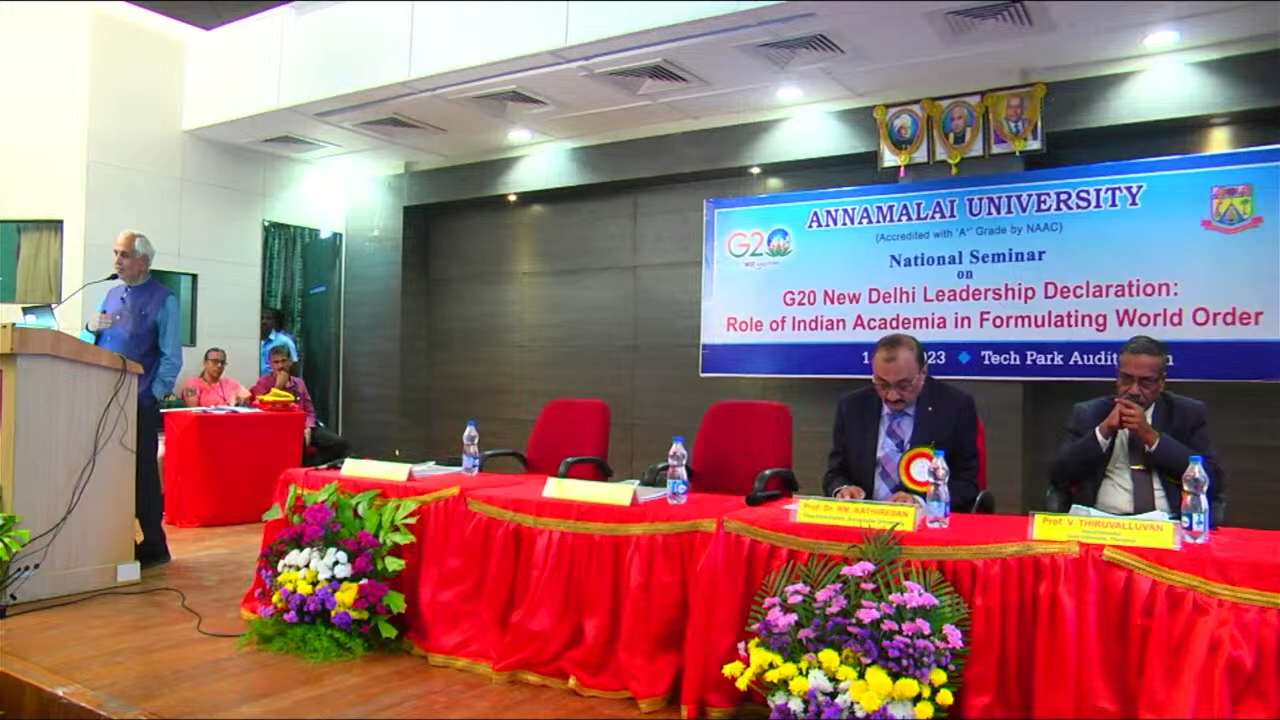 ANNAMALAI UNIVERSITY
(Accredited with 'A+' Grade by NAAC)
G20
National Seminar
on
G20 New Delhi Leadership Declaration:
Role of Indian Academia in Formulating World Order
2023 ◆ Tech Park
Prof. Dr. RM. KATHIRESAN
Prof. V. THIRUVALLUVAN